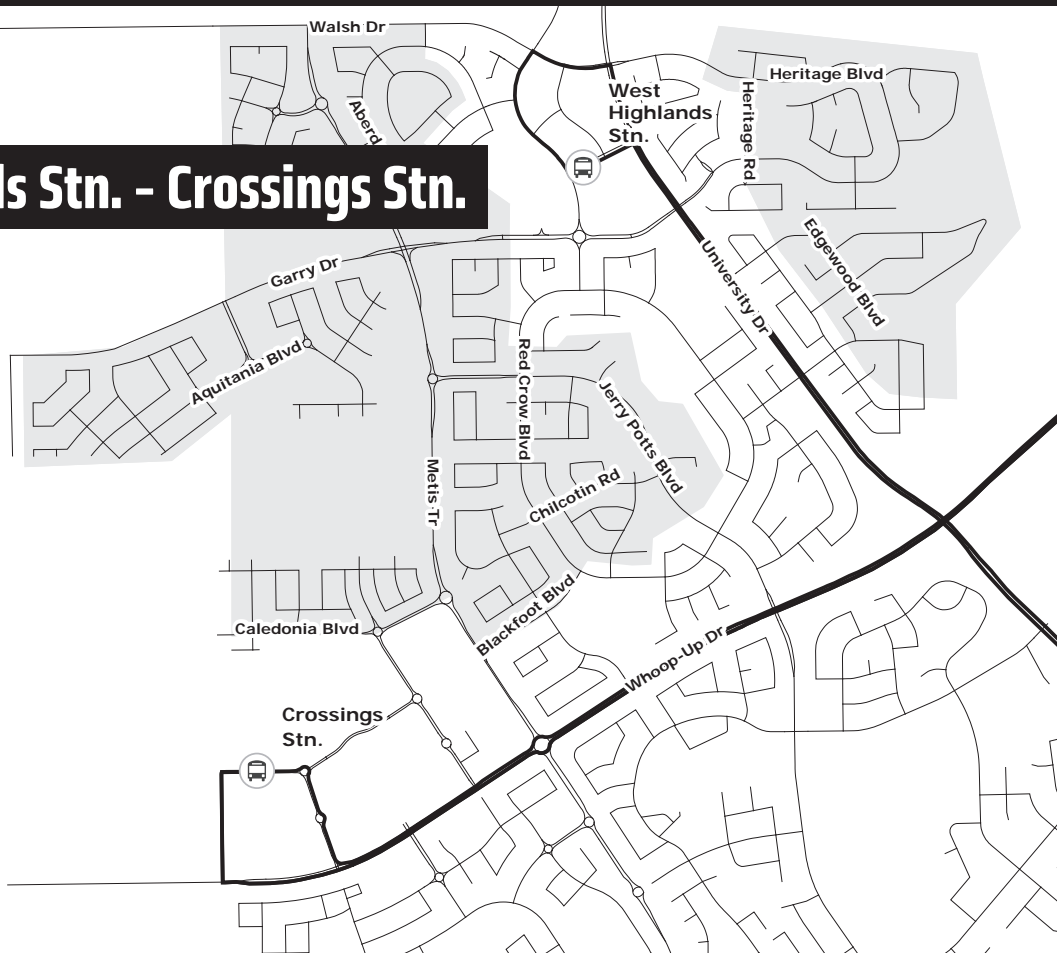 Walsh Dr
Heritage Blvd
West
Highlands
Stn.
Heritage Rd
Stn. - Crossings Stn.
Edgewood Blvd
Garry Dr
University Dr
Aquitania Blvd
Red Crow Blvd
Jerry Potts Blvd
Metis Tr
Chilcotin Rd
Blackfoot Blvd
Caledonia Blvd
Whoop-Up Dr
Crossings
Stn.